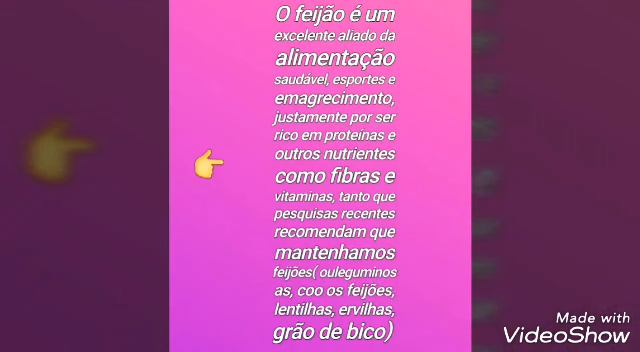 O feijão é um
excelente aliado da
alimentação
saudável, esportes e
emagrecimento,
justamente por ser
rico em proteínas e
outros nutrientes
como fibras e
vitaminas, tanto que
pesquisas recentes
recomendam que
mantenhamos
feijões( ouleguminos
as, coo os feijões,
lentilhas, ervilhas,
grão de bico)
Made with
VideoShow